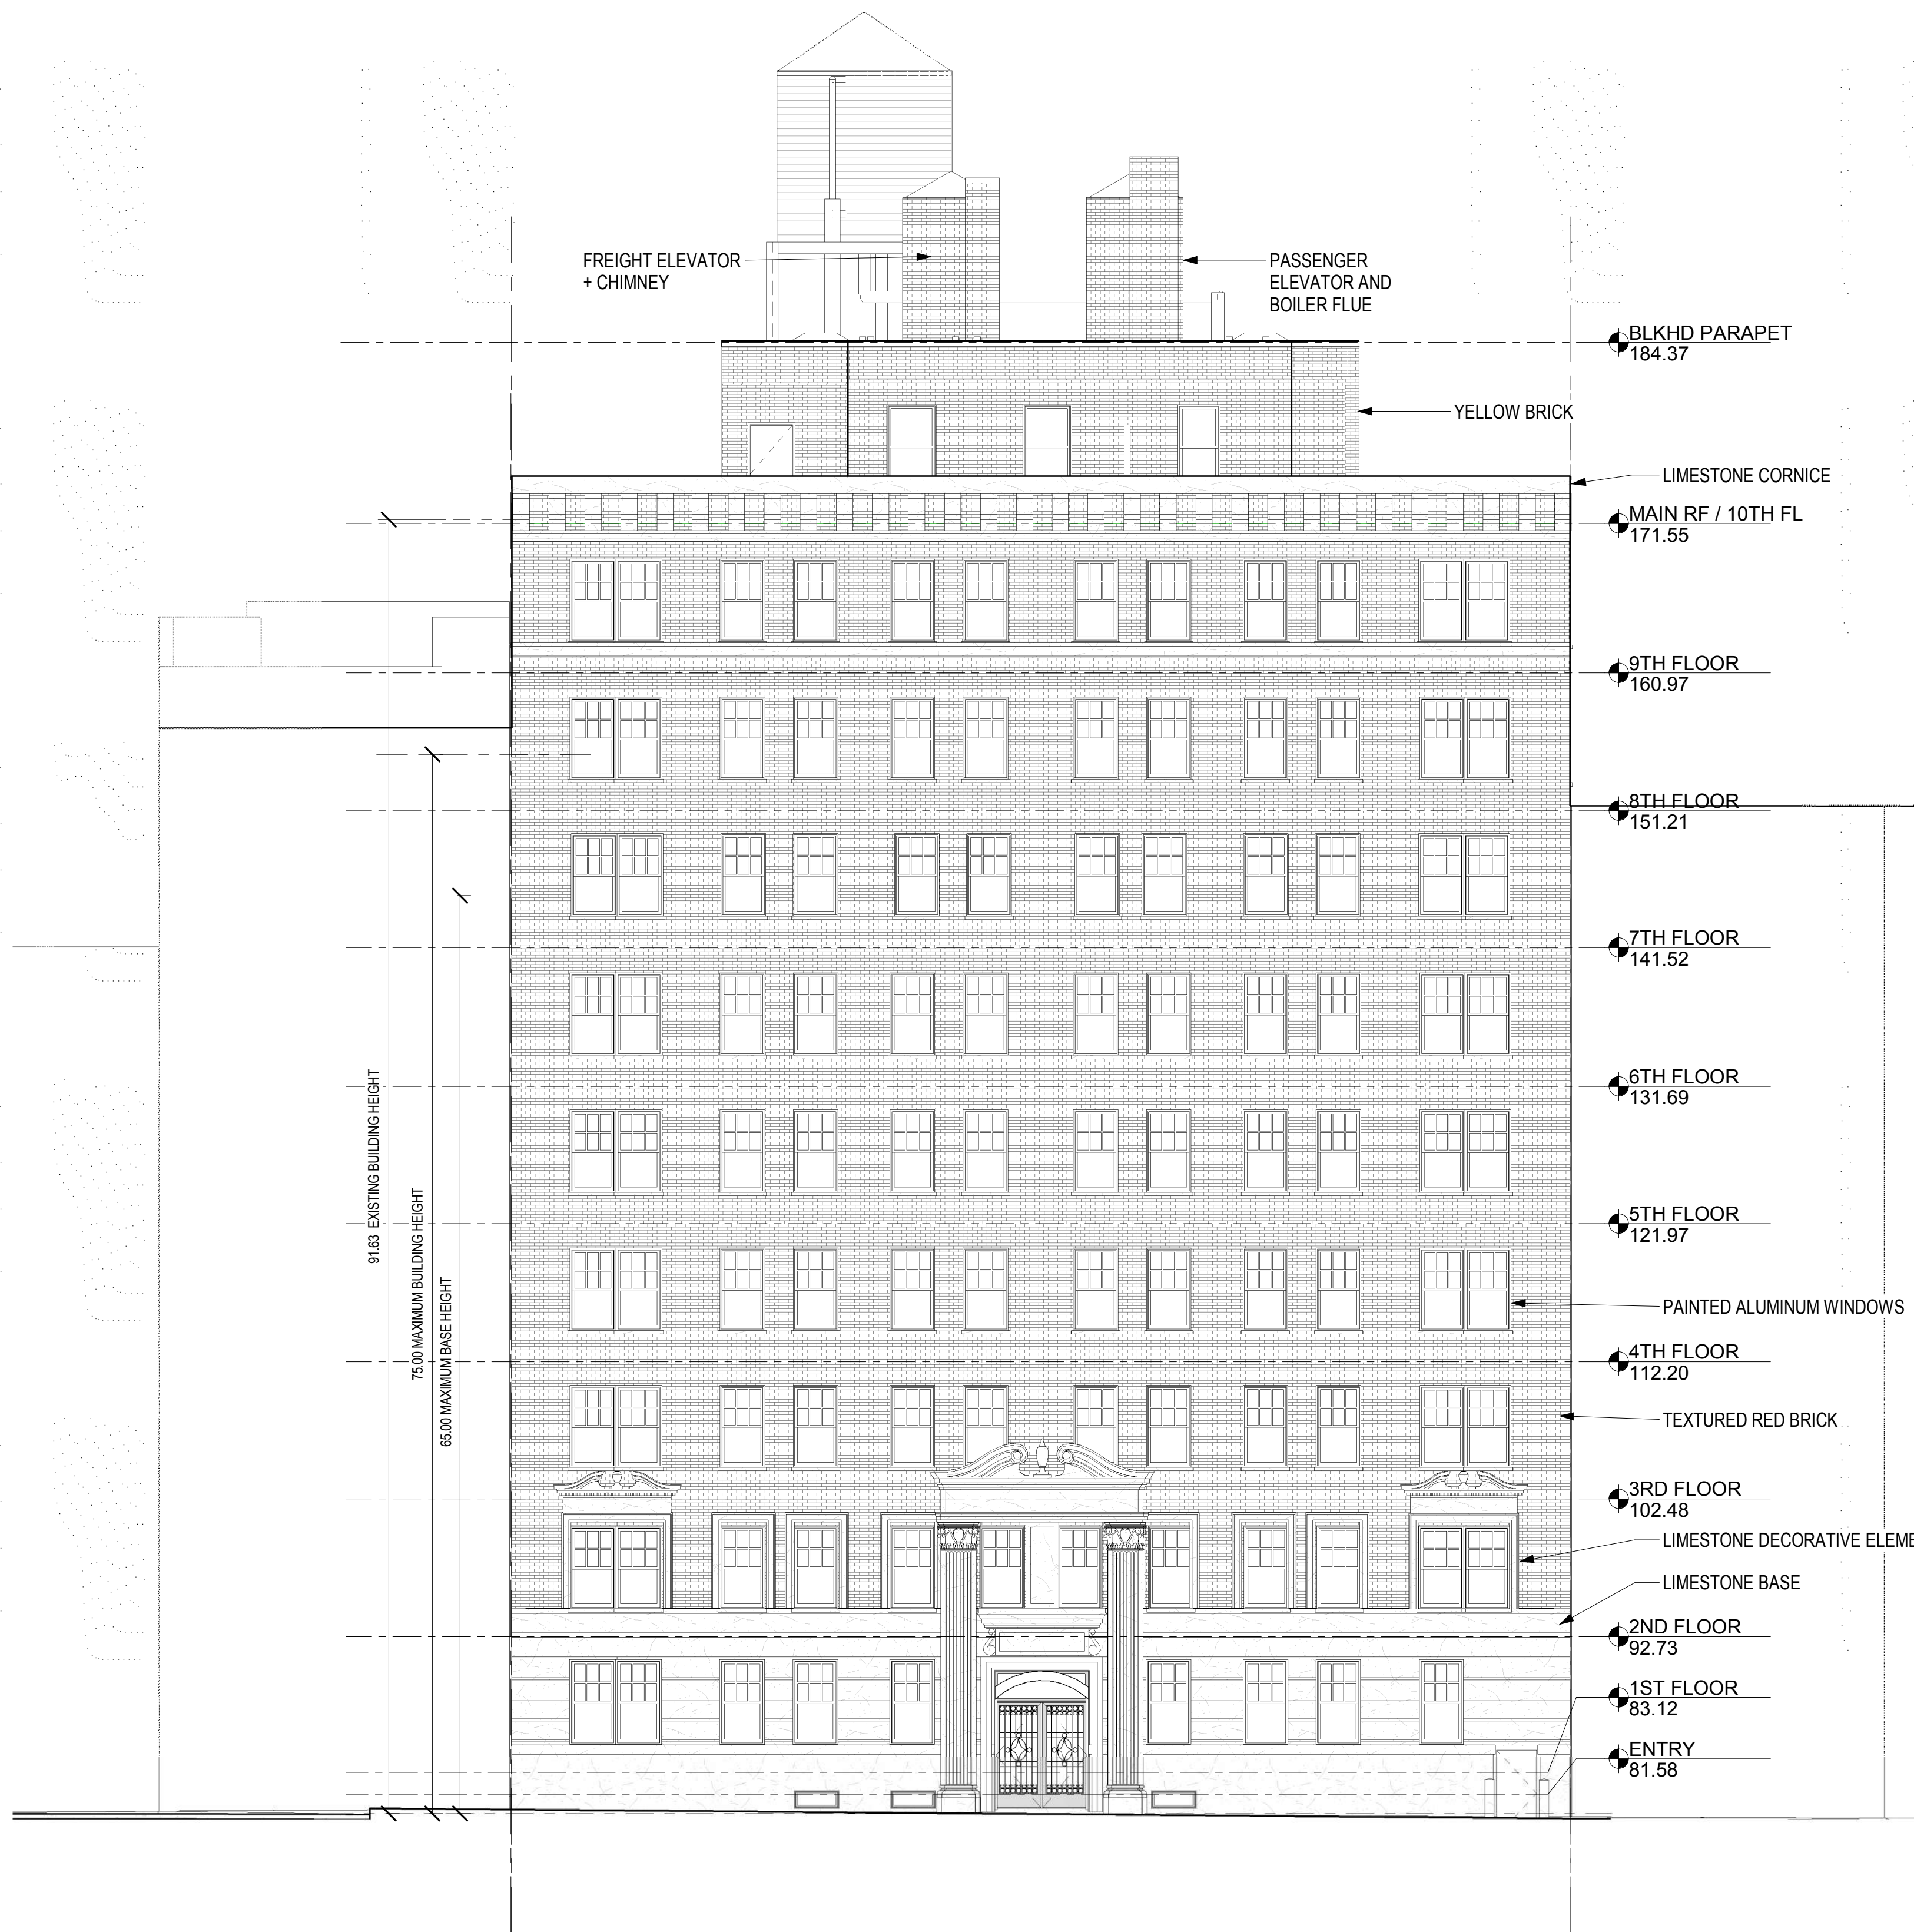 FREIGHT ELEVATOR
+ CHIMNEY
PASSENGER
ELEVATOR AND
BOILER FLUE
BLKHD PARAPET
184.37
YELLOW BRICK
LIMESTONE CORNICE
MAIN RF / 10TH FL
171.55
9TH FLOOR
160.97
8TH FLOOR
151.21
7TH FLOOR
141.52
6TH FLOOR
131.69
5TH FLOOR
121.97
PAINTED ALUMINUM WINDOWS
4TH FLOOR
112.20
TEXTURED RED BRICK
3RD FLOOR
102.48
LIMESTONE DECORATIVE ELEME
LIMESTONE BASE
2ND FLOOR
92.73
1ST FLOOR
83.12
ENTRY
81.58
91.63 EXISTING BUILDING HEIGHT
75.00 MAXIMUM BUILDING HEIGHT
65.00 MAXIMUM BASE HEIGHT